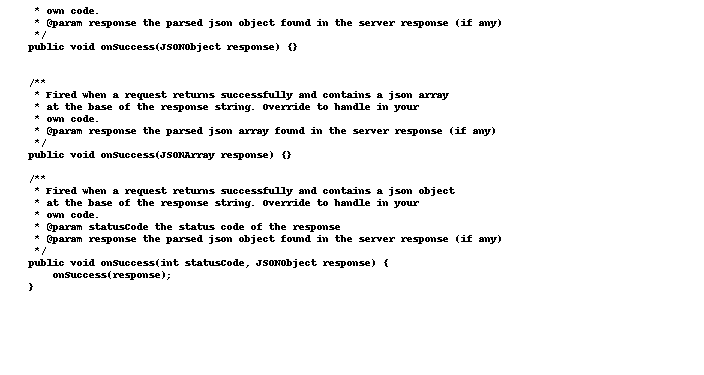 * own code.
 * @param response the parsed json object found in the server response (if any)
 */
public void onSuccess(JSONObject response) {}
/**
 * Fired when a request returns successfully and contains a json array
 * at the base of the response string. Override to handle in your
 * own code.
 * @param response the parsed json array found in the server response (if any)
 */
public void onSuccess(JSONArray response) {}
/**
 * Fired when a request returns successfully and contains a json object
 * at the base of the response string. Override to handle in your
 * own code.
 * @param statusCode the status code of the response
 * @param response the parsed json object found in the server response (if any)
 */
public void onSuccess(int statusCode, JSONObject response) {
    onSuccess(response);
}